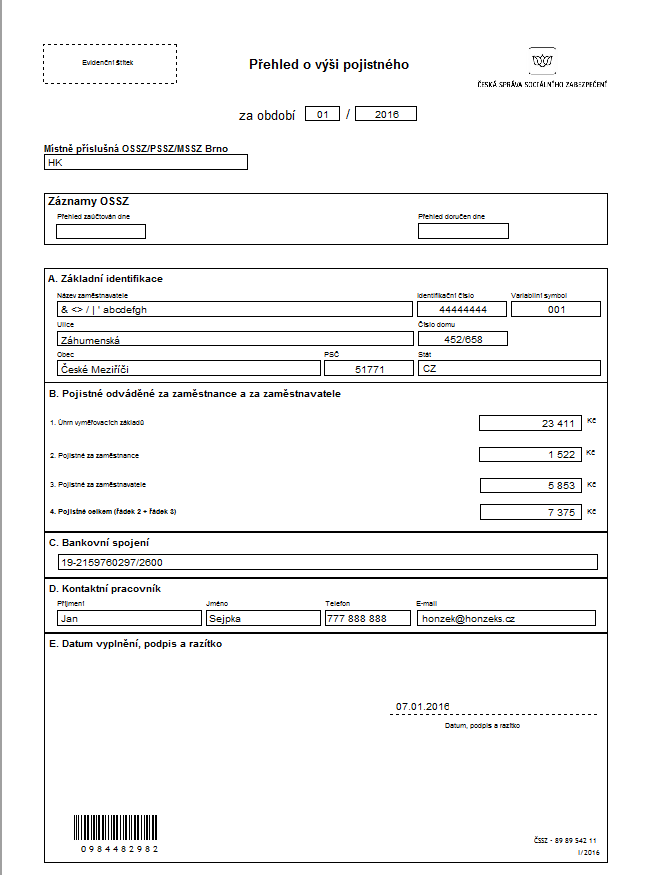 Evidenční štítek
Přehled o výši pojistného
ČESKÁ SPRÁVA SOCIÁLNÍHO ZABEZPEČENÍ
za období 01 / 2016
Místně příslušná OSSZ/PSSZ/MSSZ Brno
HK
Záznamy OSSZ
Přehled zaúčtován dne Přehled doručen dne
A. Základní identifikace
Název zaměstnavatele Identifikační číslo Variabilní symbol
& <> / | ' abcdefgh 44444444 001
Ulice Číslo domu
Záhumenská 452/658
Obec PSČ Stát
České Meziříčí 51771 CZ
B. Pojistné odváděné za zaměstnance a za zaměstnavatele
1. Úhrn vyměřovacích základů 23 411 Kč
2. Pojistné za zaměstnance 1 522 Kč
3. Pojistné za zaměstnavatele 5 853 Kč
4. Pojistné celkem (řádek 2 + řádek 3) 7 375 Kč
C. Bankovní spojení
19-2159760297/2600
D. Kontaktní pracovník
Příjmení Jméno Telefon E-mail
Jan Sejpka 777 888 888 honzek@honzeks.cz
E. Datum vyplnění, podpis a razítko
07.01.2016
Datum, podpis a razítko
0984482982
ČSSZ - 89 89 542 11
I/2016